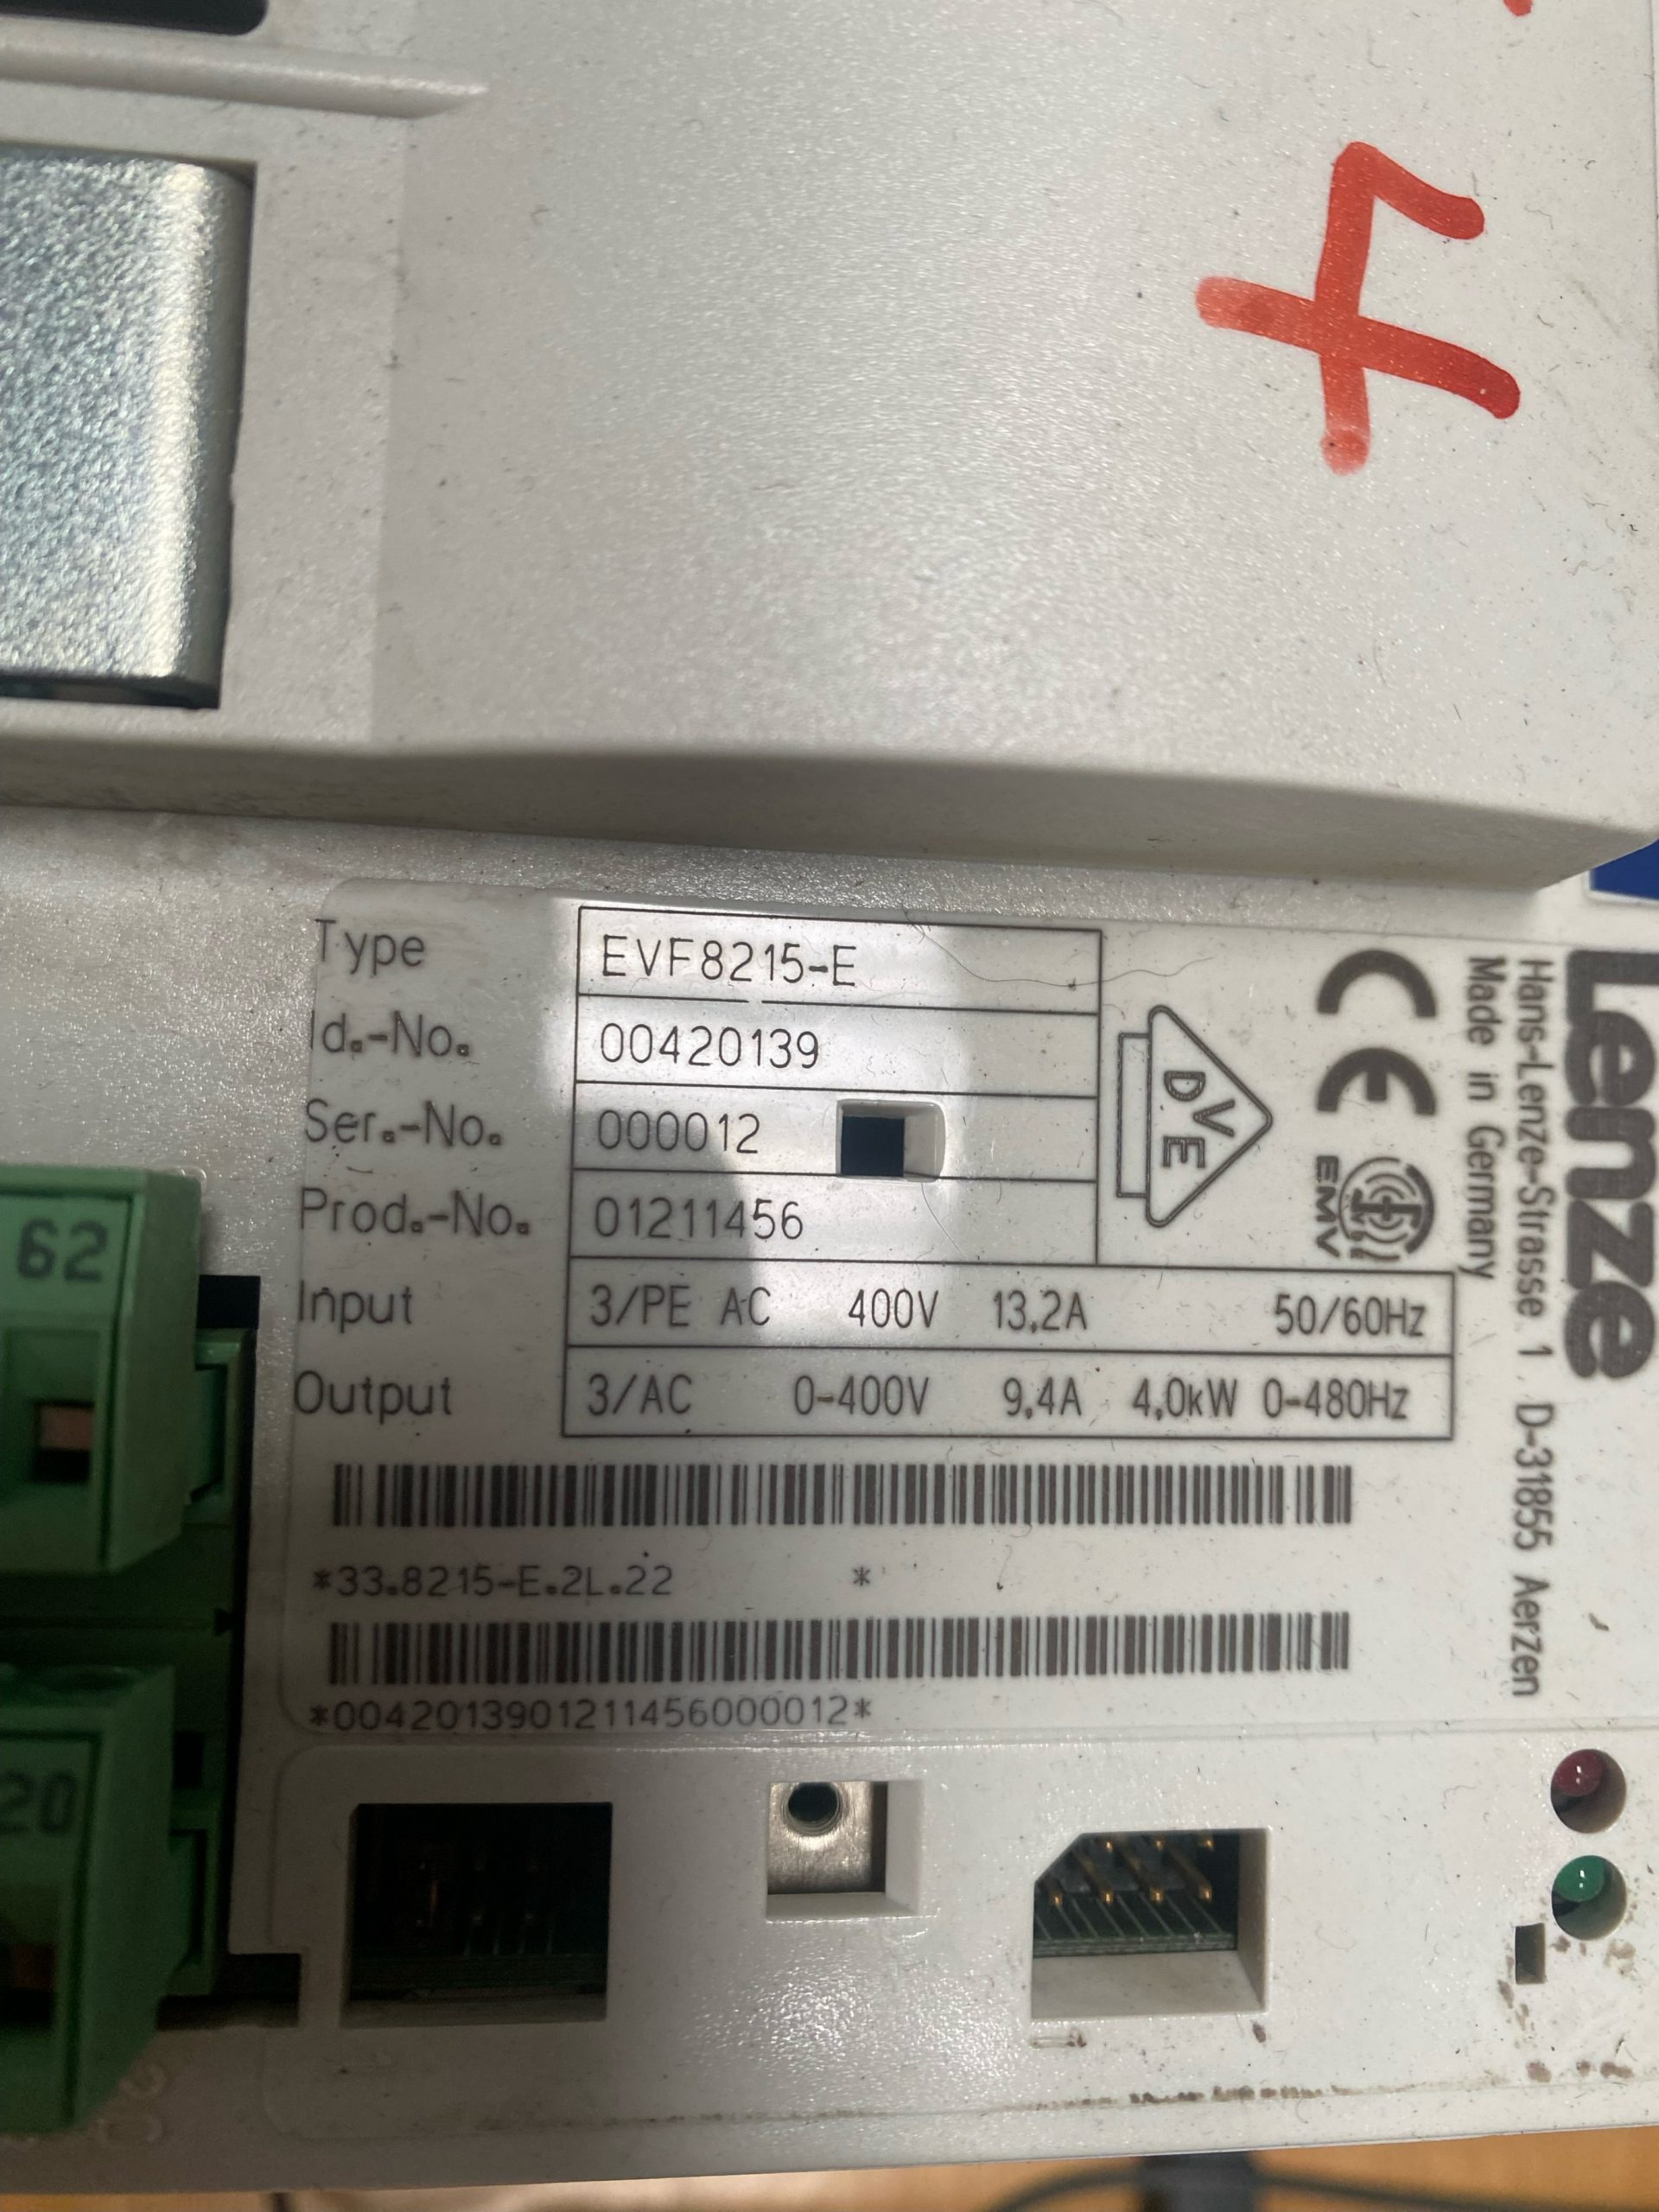 4
Lenze
Hans-Lenze-Strasse 1 D-31855 Aerzen
Made in Germany
Type EVF8215-E
Id.-No. 00420139
Ser.-No. 000012
Prod.-No. 01211456
Input 3/PE AC 400V 13,2A 50/60Hz
Output 3/AC 0-400V 9,4A 4,0kW 0-480Hz
VDE
CE
EMV
*33.8215-E.2L.22 *
*0042013901211456000012*
62
20